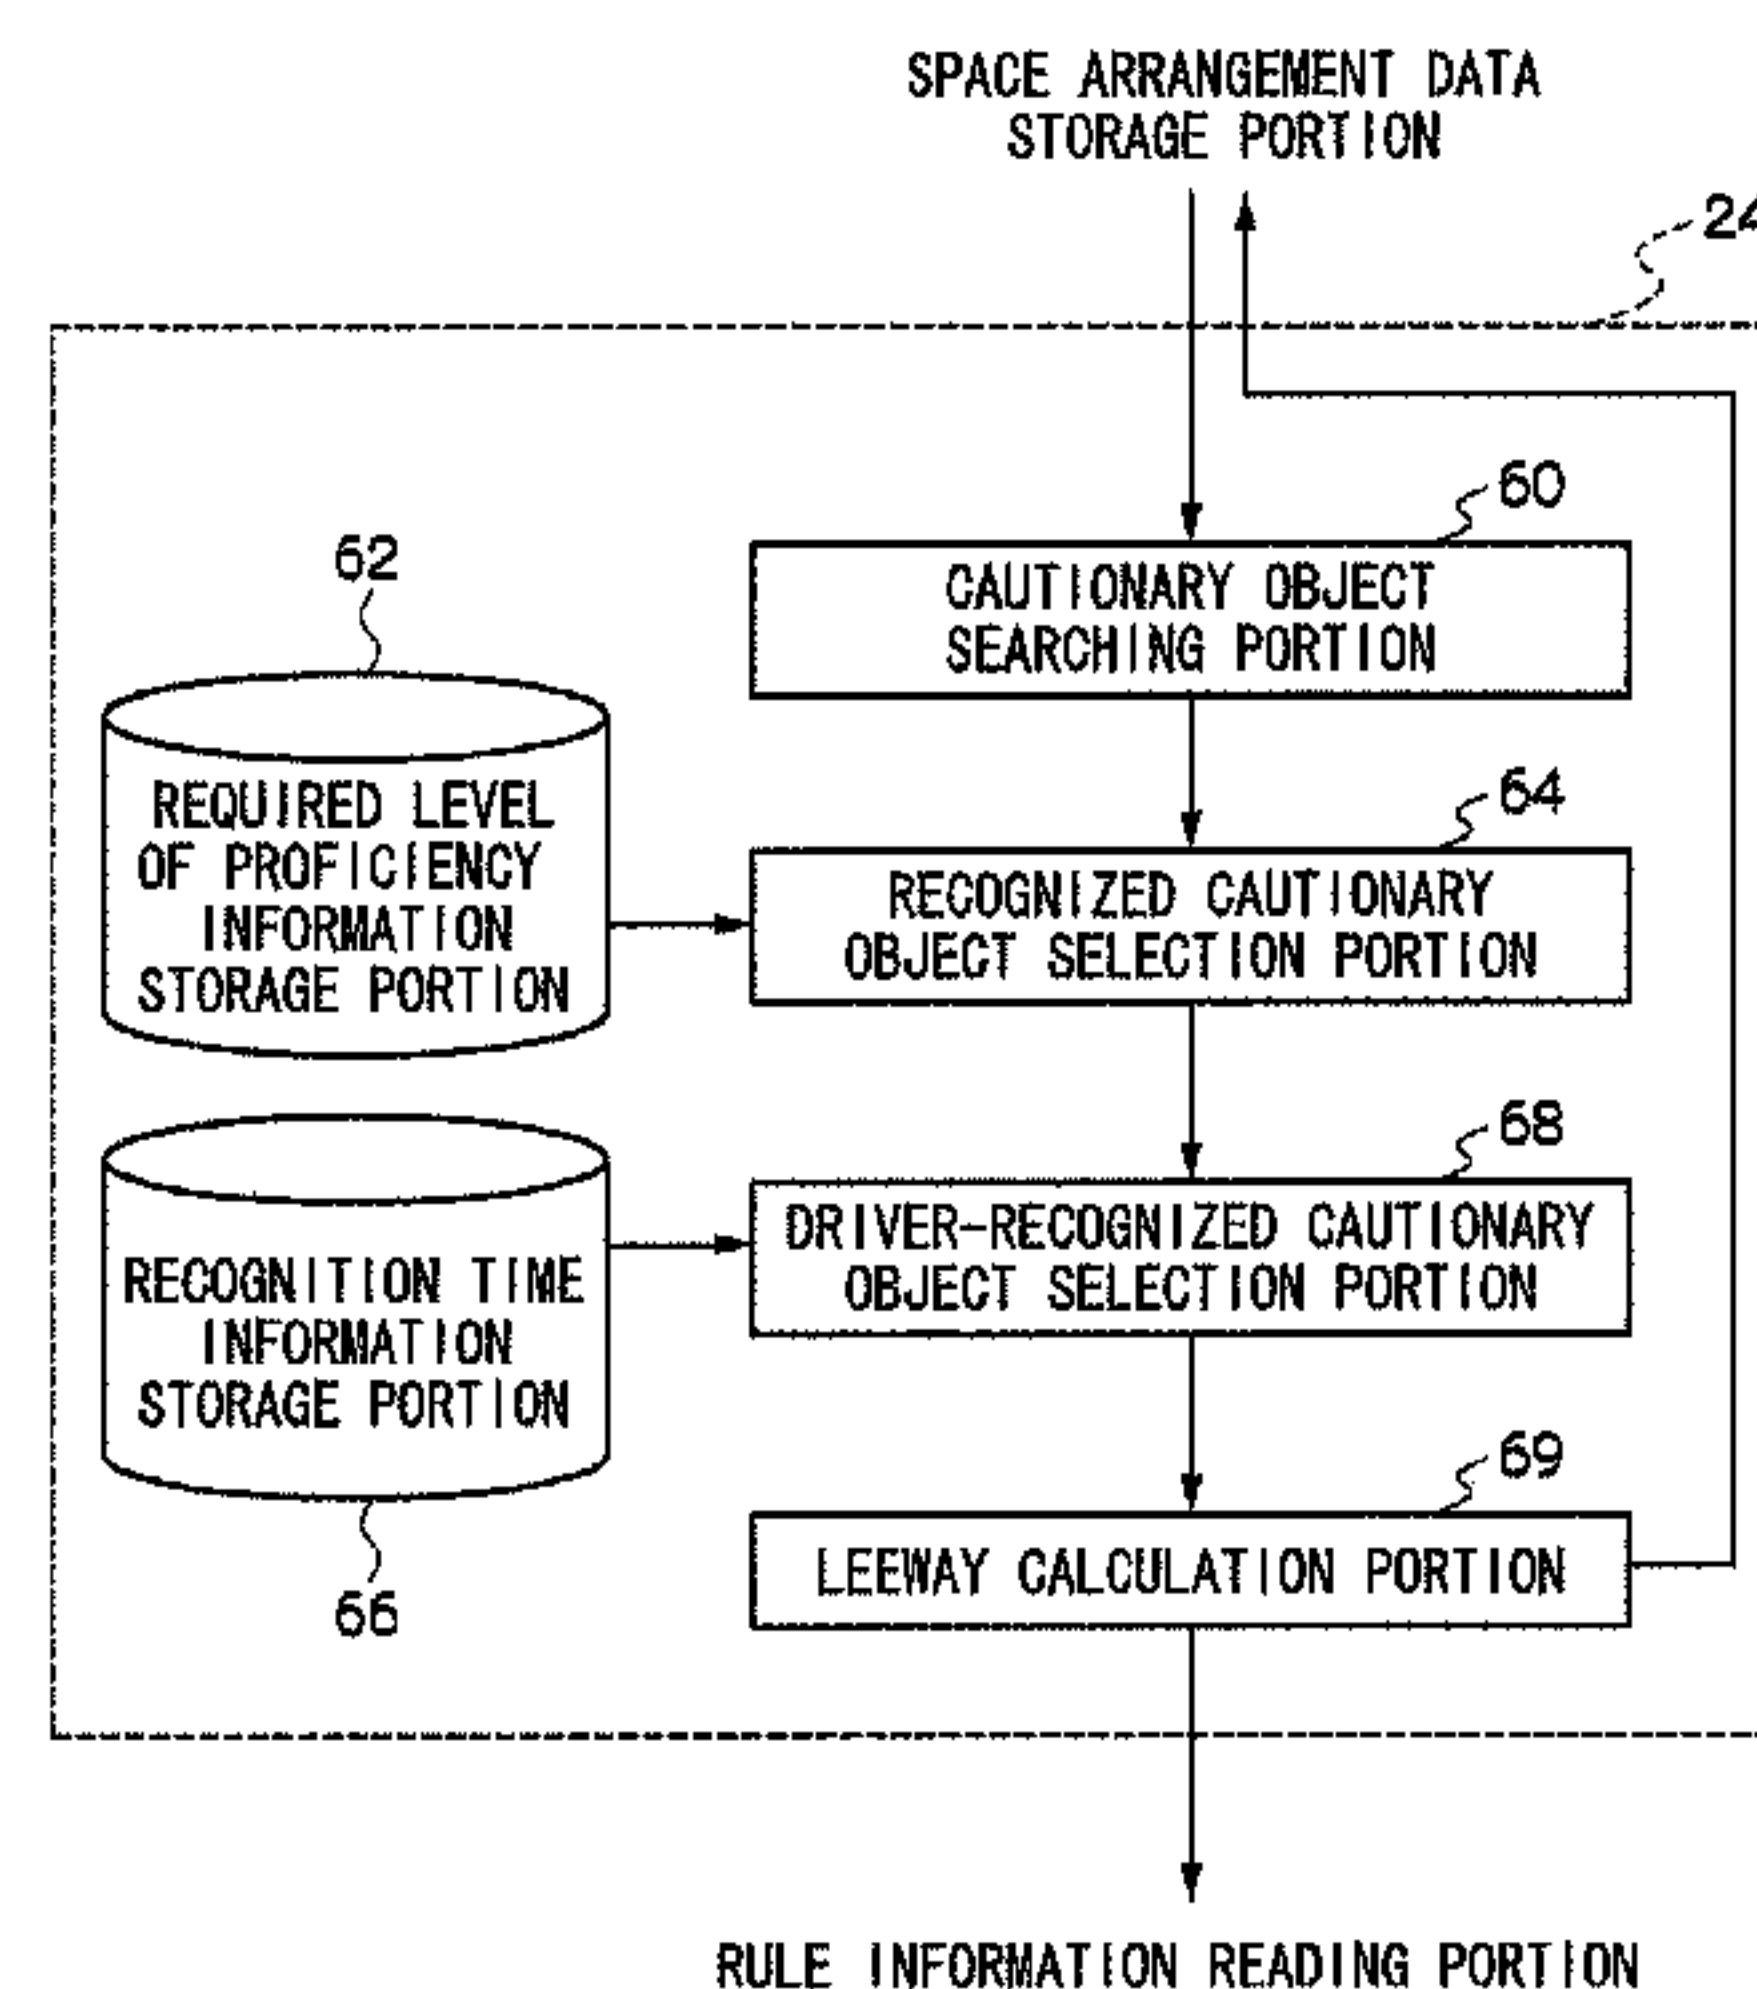 SPACE ARRANGEMENT DATA
STORAGE PORTION
24
60
CAUTIONARY OBJECT
SEARCHING PORTION
62
REQUIRED LEVEL
OF PROFICIENCY
INFORMATION
STORAGE PORTION
64
RECOGNIZED CAUTIONARY
OBJECT SELECTION PORTION
68
DRIVER-RECOGNIZED CAUTIONARY
OBJECT SELECTION PORTION
RECOGNITION TIME
INFORMATION
STORAGE PORTION
66
69
LEEWAY CALCULATION PORTION
RULE INFORMATION READING PORTION